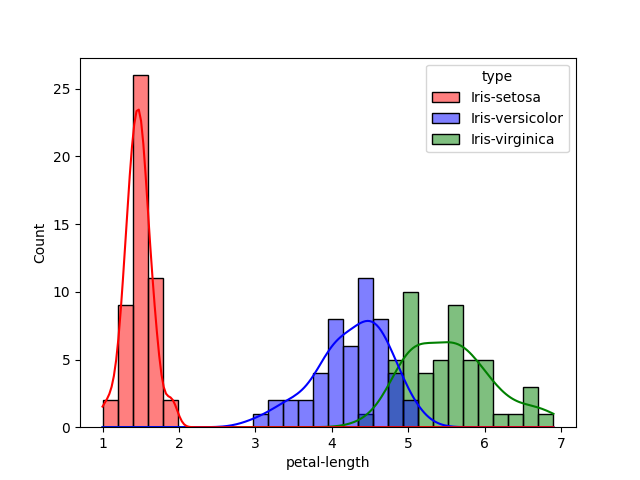 type
Iris-setosa
Iris-versicolor
Iris-virginica
25
20
15
10
5
0
Count
1 2 3 4 5 6 7
petal-length